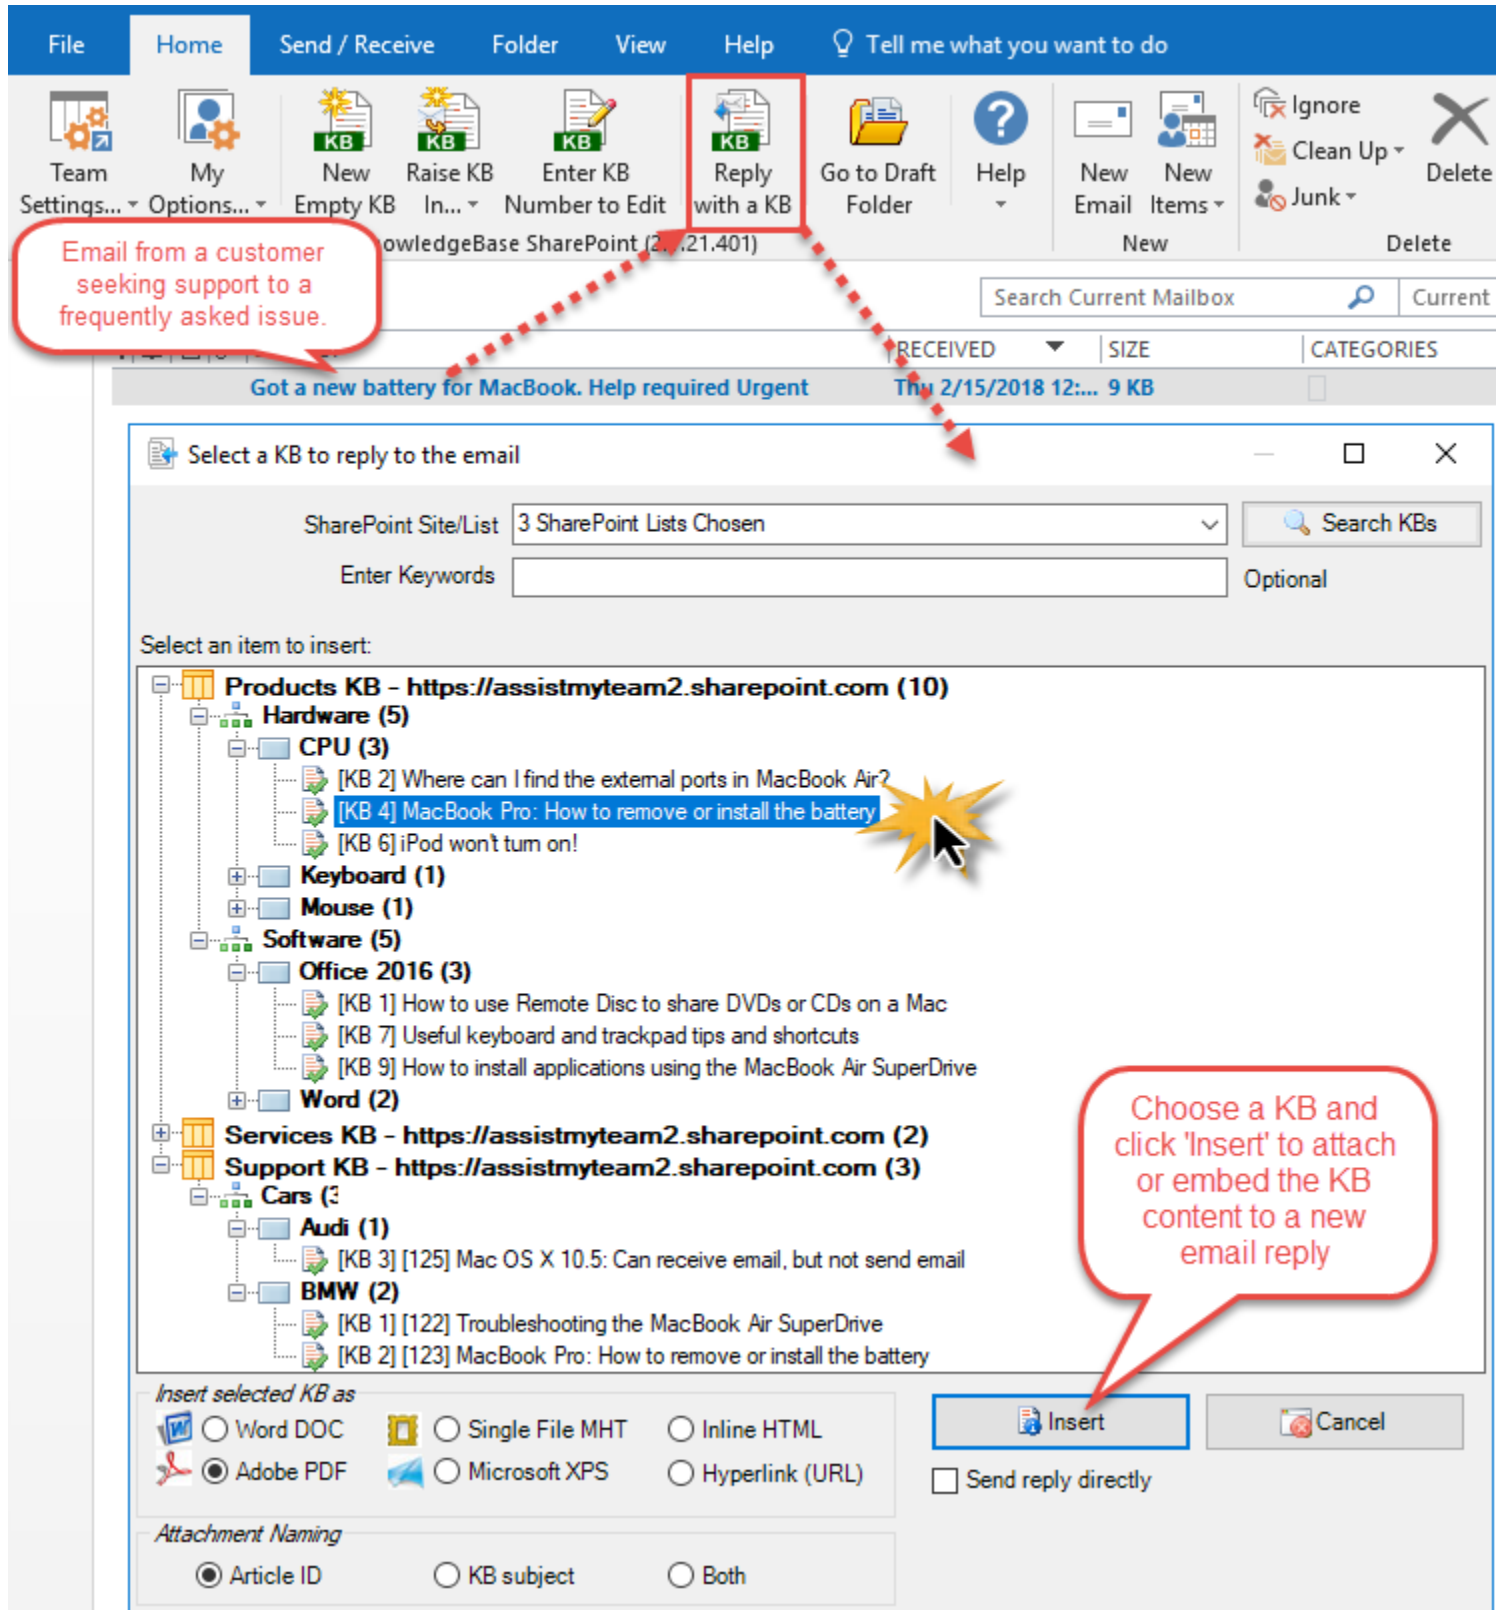 File Home Send / Receive Folder View Help Tell me what you want to do
Team Settings...
My Options...
KB New Empty KB
KB Raise KB In...
KB Enter KB Number to Edit
KB Reply with a KB
Go to Draft Folder
Help
New Email
New Items
Ignore
Clean Up
Junk
Delete
SharePoint
New
Delete
Email from a customer
seeking support to a
frequently asked issue.
Search Current Mailbox Current
RECEIVED SIZE CATEGORIES
Got a new battery for MacBook. Help required Urgent Thu 2/15/2018 12:... 9 KB
Select a KB to reply to the email
SharePoint Site/List 3 SharePoint Lists Chosen Search KBs
Enter Keywords Optional
Select an item to insert:
Products KB - https://assistmyteam2.sharepoint.com (10)
Hardware (5)
CPU (3)
[KB 2] Where can I find the external ports in MacBook Air?
[KB 4] MacBook Pro: How to remove or install the battery
[KB 6] iPod won't turn on!
Keyboard (1)
Mouse (1)
Software (5)
Office 2016 (3)
[KB 1] How to use Remote Disc to share DVDs or CDs on a Mac
[KB 7] Useful keyboard and trackpad tips and shortcuts
[KB 9] How to install applications using the MacBook Air SuperDrive
Word (2)
Services KB - https://assistmyteam2.sharepoint.com (2)
Support KB - https://assistmyteam2.sharepoint.com (3)
Cars (3
Audi (1)
[KB 3] [125] Mac OS X 10.5: Can receive email, but not send email
BMW (2)
[KB 1] [122] Troubleshooting the MacBook Air SuperDrive
[KB 2] [123] MacBook Pro: How to remove or install the battery
Choose a KB and
click 'Insert' to attach
or embed the KB
content to a new
email reply
Insert selected KB as
Word DOC Single File MHT Inline HTML
Adobe PDF Microsoft XPS Hyperlink (URL)
Insert Cancel
Send reply directly
Attachment Naming
Article ID KB subject Both